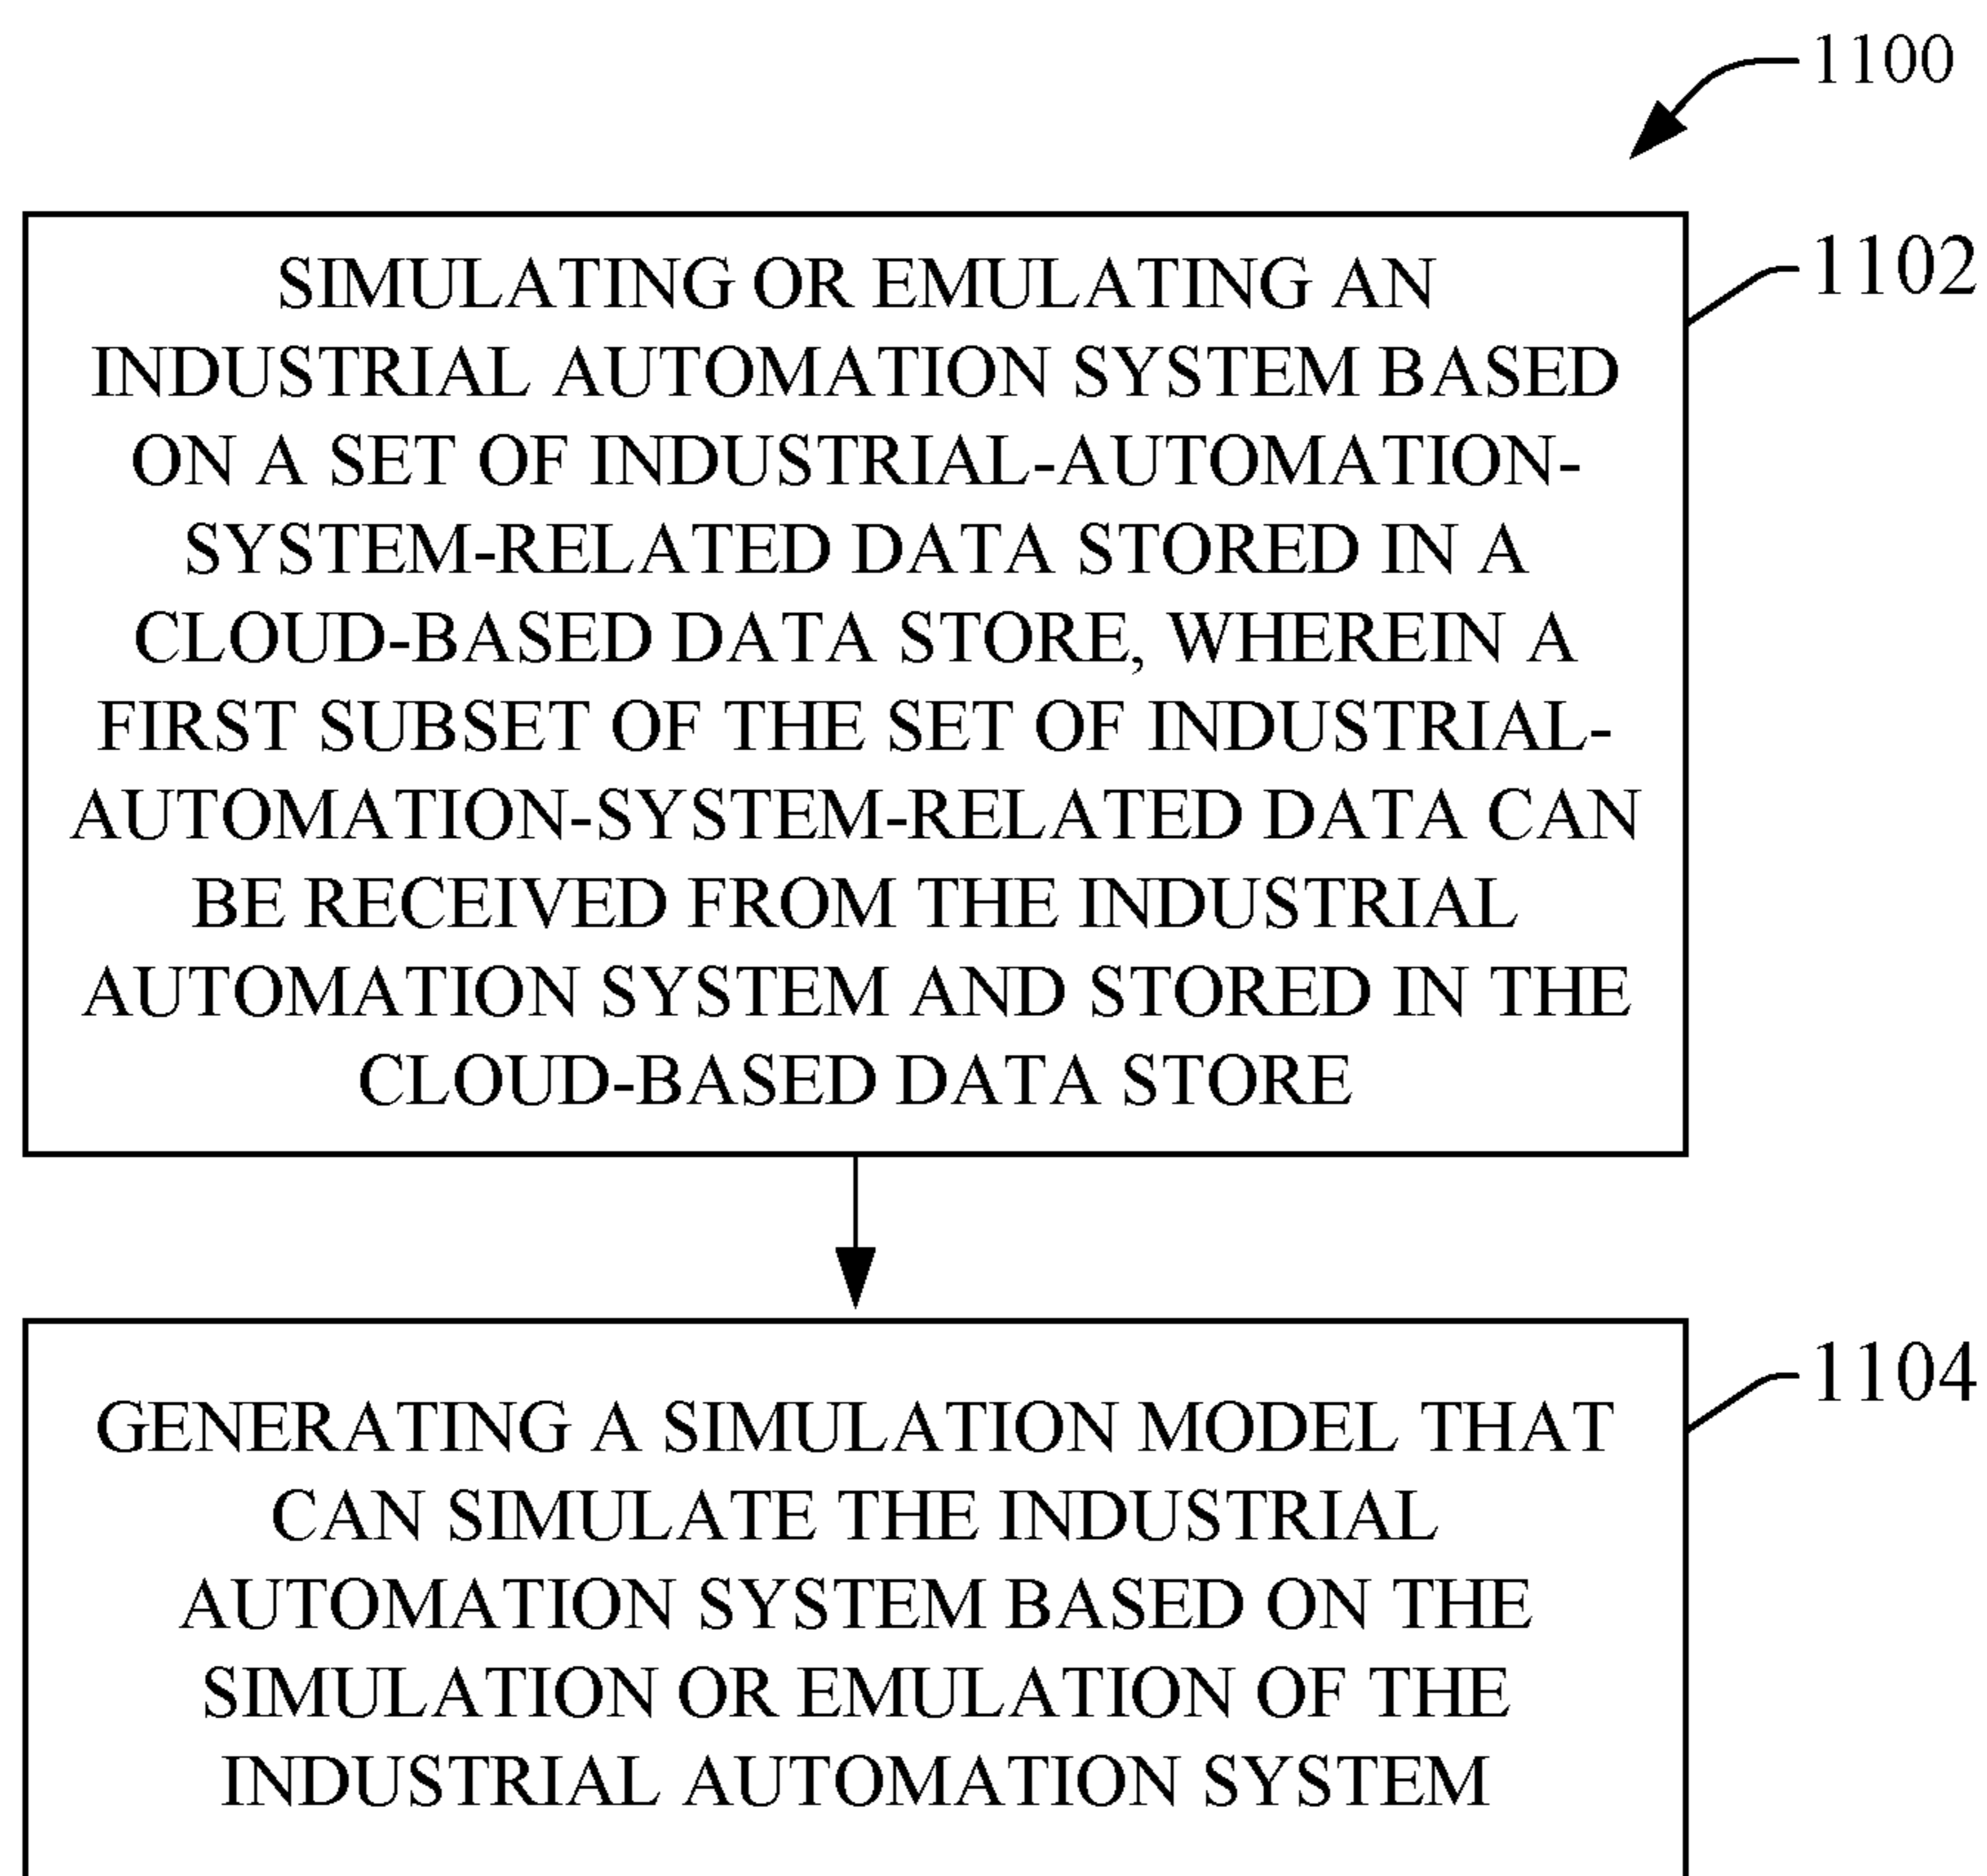 1100
1102
SIMULATING OR EMULATING AN
INDUSTRIAL AUTOMATION SYSTEM BASED
ON A SET OF INDUSTRIAL-AUTOMATION-
SYSTEM-RELATED DATA STORED IN A
CLOUD-BASED DATA STORE, WHEREIN A
FIRST SUBSET OF THE SET OF INDUSTRIAL-
AUTOMATION-SYSTEM-RELATED DATA CAN
BE RECEIVED FROM THE INDUSTRIAL
AUTOMATION SYSTEM AND STORED IN THE
CLOUD-BASED DATA STORE
1104
GENERATING A SIMULATION MODEL THAT
CAN SIMULATE THE INDUSTRIAL
AUTOMATION SYSTEM BASED ON THE
SIMULATION OR EMULATION OF THE
INDUSTRIAL AUTOMATION SYSTEM